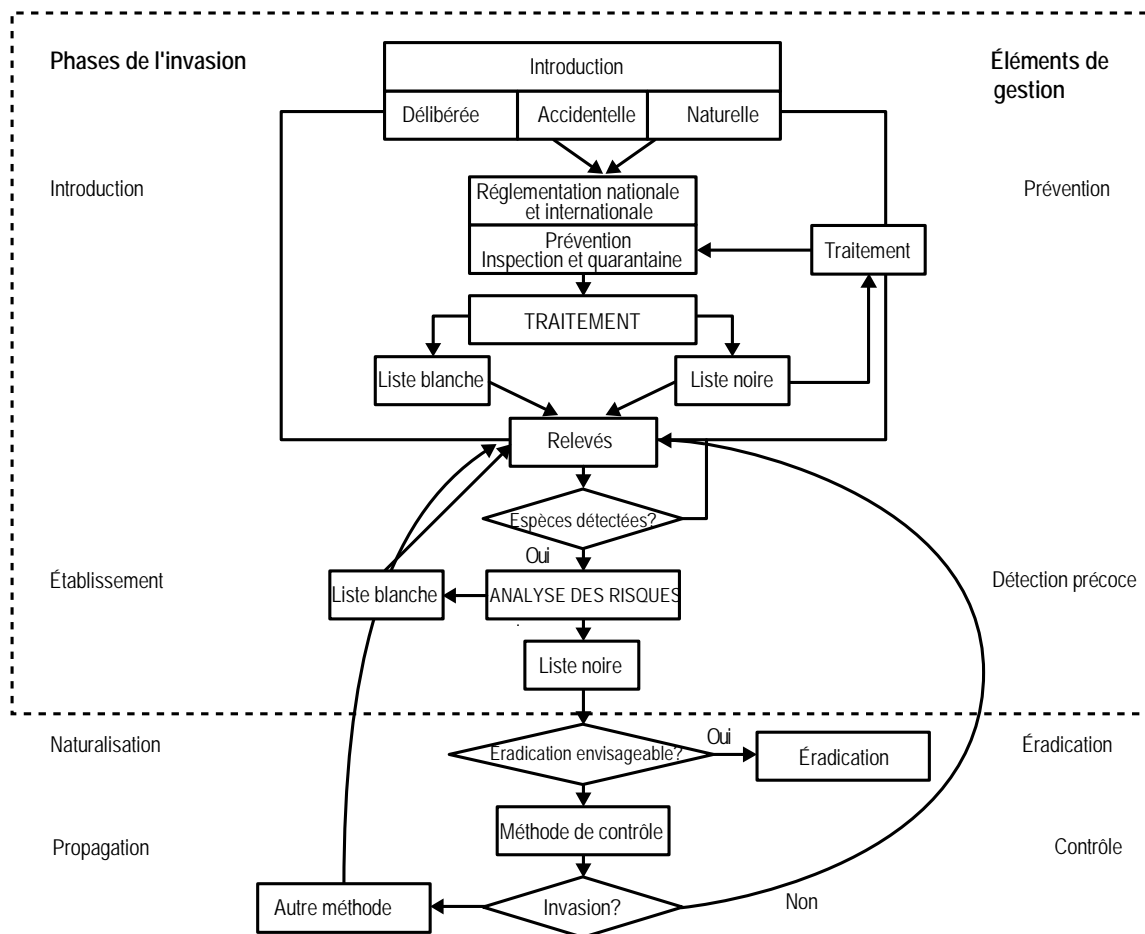 Phases de l'invasion
Éléments de
gestion
Introduction
Délibérée
Accidentelle
Naturelle
Introduction
Prévention
Réglementation nationale
et internationale
Prévention
Inspection et quarantaine
Traitement
TRAITEMENT
Liste blanche
Liste noire
Relevés
Espèces détectées?
Oui
Établissement
Détection précoce
Liste blanche
ANALYSE DES RISQUES
Liste noire
Naturalisation
Éradication envisageable?
Oui
Éradication
Éradication
Propagation
Méthode de contrôle
Contrôle
Autre méthode
Invasion?
Non